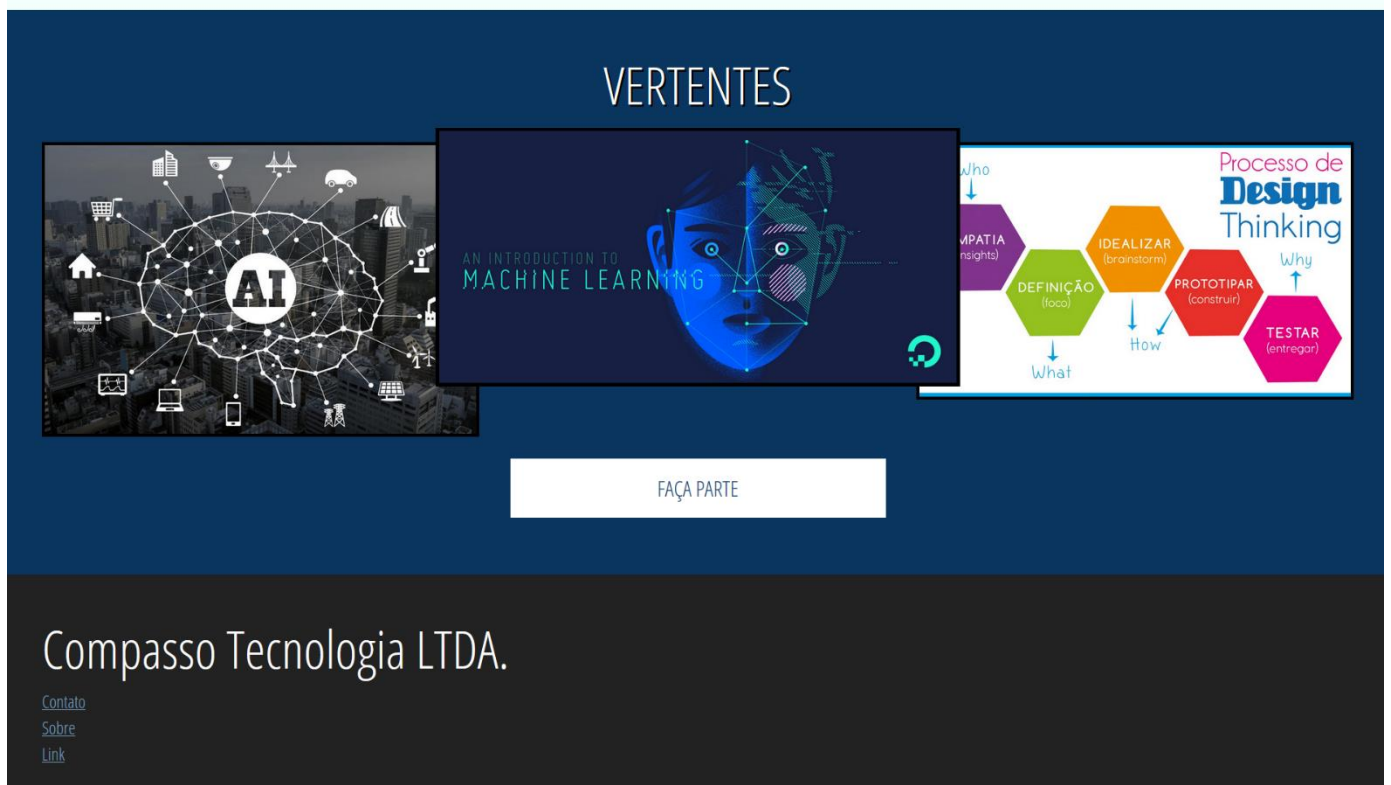 VERTENTES
AI
AN INTRODUCTION TO
MACHINE LEARNING
Processo de
Design
Thinking
Who
MPATIA
nsights)
DEFINIÇÃO
(foco)
What
IDEALIZAR
(brainstorm)
How
PROTOTIPAR
(construir)
Why
TESTAR
(entregar)
FAÇA PARTE
Compasso Tecnologia LTDA.
Contato
Sobre
Link